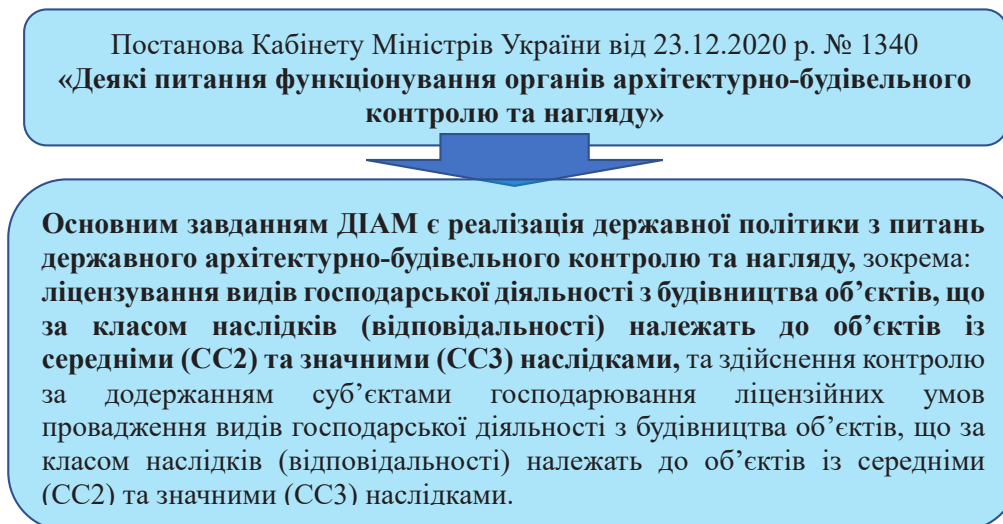 Постанова Кабінету Міністрів України від 23.12.2020 р. № 1340
«Деякі питання функціонування органів архітектурно-будівельного
контролю та нагляду»
Основним завданням ДІАМ є реалізація державної політики з питань
державного архітектурно-будівельного контролю та нагляду, зокрема:
ліцензування видів господарської діяльності з будівництва об’єктів, що
за класом наслідків (відповідальності) належать до об’єктів із
середніми (СС2) та значними (СС3) наслідками, та здійснення контролю
за додержанням суб’єктами господарювання ліцензійних умов
провадження видів господарської діяльності з будівництва об’єктів, що за
класом наслідків (відповідальності) належать до об’єктів із середніми
(СС2) та значними (СС3) наслідками.